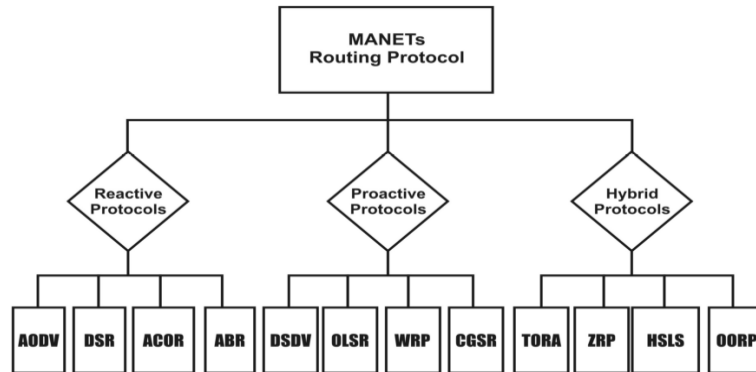 MANETs
Routing Protocol
Reactive
Protocols
Proactive
Protocols
Hybrid
Protocols
AODV
DSR
ACOR
ABR
DSDV
OLSR
WRP
CGSR
TORA
ZRP
HSLS
OORP